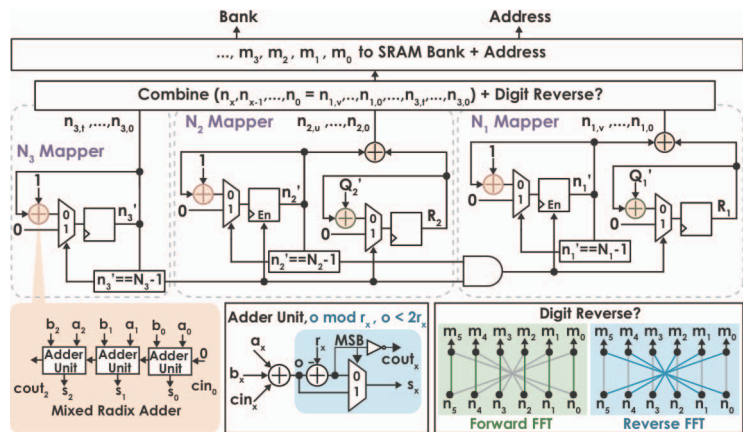 Bank Address
..., m3, m2, m1, m0 to SRAM Bank + Address
Combine (nx,nx-1,...,n0 = n1,v,..,n1,0,...,n3,t,...,n3,0) + Digit Reverse?
n3,t ,...,n3,0
N3 Mapper
N2 Mapper
n2,u ,...,n2,0
N1 Mapper
n1,v ,...,n1,0
1
0
0
1
n3'
n3'==N3-1
1
0
0
1
En
n2'
n2'==N2-1
Q2'
0
0
1
R2
1
0
0
1
En
n1'
n1'==N1-1
Q1'
0
0
1
R1
b2 a2 b1 a1 b0 a0
Adder Unit
Adder Unit
Adder Unit
0
cout2 s2 s1 s0 cin0
Mixed Radix Adder
Adder Unit, o mod rx , o < 2rx
ax
bx
cinx
o
-
rx
MSB
coutx
0
1
sx
Digit Reverse?
m5 m4 m3 m2 m1 m0
n5 n4 n3 n2 n1 n0
Forward FFT
m5 m4 m3 m2 m1 m0
n5 n4 n3 n2 n1 n0
Reverse FFT